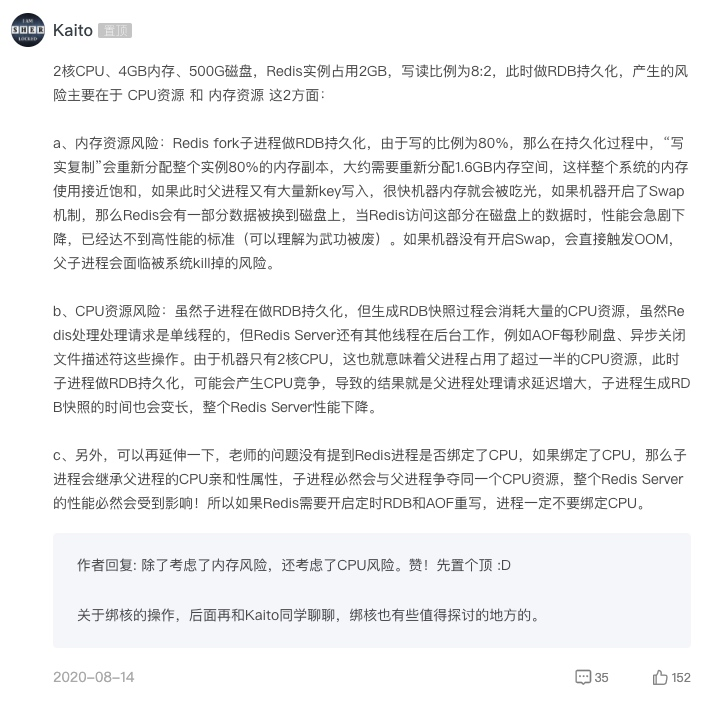 I AM
SHER
LOCKED
Kaito 置顶
2核CPU、4GB内存、500G磁盘，Redis实例占用2GB，写读比例为8:2，此时做RDB持久化，产生的风
险主要在于 CPU资源 和 内存资源 这2方面：
a、内存资源风险：Redis fork子进程做RDB持久化，由于写的比例为80%，那么在持久化过程中，“写
实复制”会重新分配整个实例80%的内存副本，大约需要重新分配1.6GB内存空间，这样整个系统的内存
使用接近饱和，如果此时父进程又有大量新key写入，很快机器内存就会被吃光，如果机器开启了Swap
机制，那么Redis会有一部分数据被换到磁盘上，当Redis访问这部分在磁盘上的数据时，性能会急剧下
降，已经达不到高性能的标准（可以理解为武功被废）。如果机器没有开启Swap，会直接触发OOM，
父子进程会面临被系统kill掉的风险。
b、CPU资源风险：虽然子进程在做RDB持久化，但生成RDB快照过程会消耗大量的CPU资源，虽然Re
dis处理处理请求是单线程的，但Redis Server还有其他线程在后台工作，例如AOF每秒刷盘、异步关闭
文件描述符这些操作。由于机器只有2核CPU，这也就意味着父进程占用了超过一半的CPU资源，此时
子进程做RDB持久化，可能会产生CPU竞争，导致的结果就是父进程处理请求延迟增大，子进程生成RD
B快照的时间也会变长，整个Redis Server性能下降。
c、另外，可以再延伸一下，老师的问题没有提到Redis进程是否绑定了CPU，如果绑定了CPU，那么子
进程会继承父进程的CPU亲和性属性，子进程必然会与父进程争夺同一个CPU资源，整个Redis Server
的性能必然会受到影响！所以如果Redis需要开启定时RDB和AOF重写，进程一定不要绑定CPU。
作者回复: 除了考虑了内存风险，还考虑了CPU风险。赞！先置个顶 :D
关于绑核的操作，后面再和Kaito同学聊聊，绑核也有些值得探讨的地方的。
2020-08-14 35 152